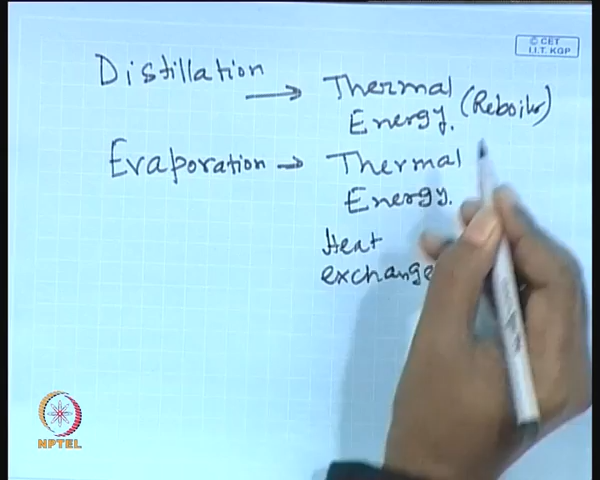 © CET
I.I.T. KGP
Distillation → Thermal
Energy. (Reboiler)
Evaporation → Thermal
Energy.
Heat
exchange
NPTEL